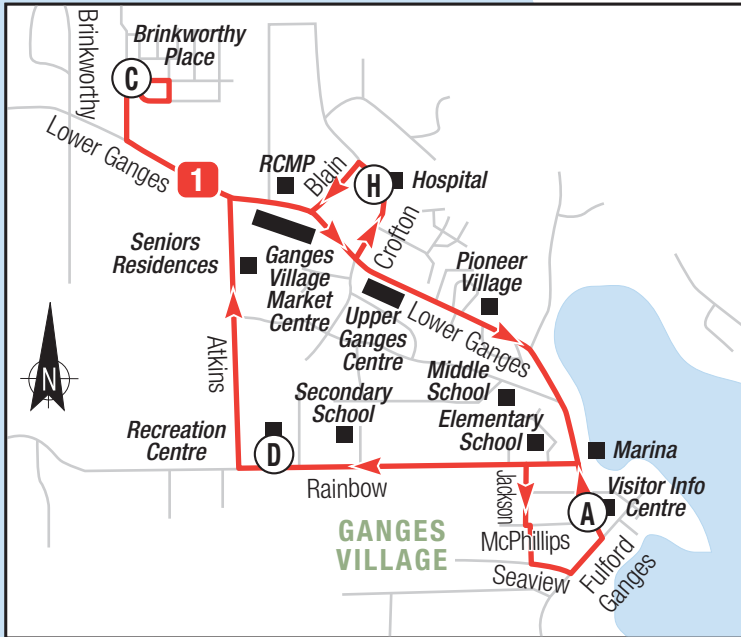 Brinkworthy
Brinkworthy
Place
C
Lower Ganges
1
RCMP
Blain
H
Hospital
Crofton
Seniors
Residences
Ganges
Village
Market
Centre
Pioneer
Village
Upper
Ganges
Centre
Lower Ganges
Atkins
N
Middle
School
Secondary
School
Elementary
School
Recreation
Centre
D
Marina
Rainbow
Jackson
Visitor Info
Centre
A
GANGES
VILLAGE
McPhillips
Seaview
Fulford
Ganges